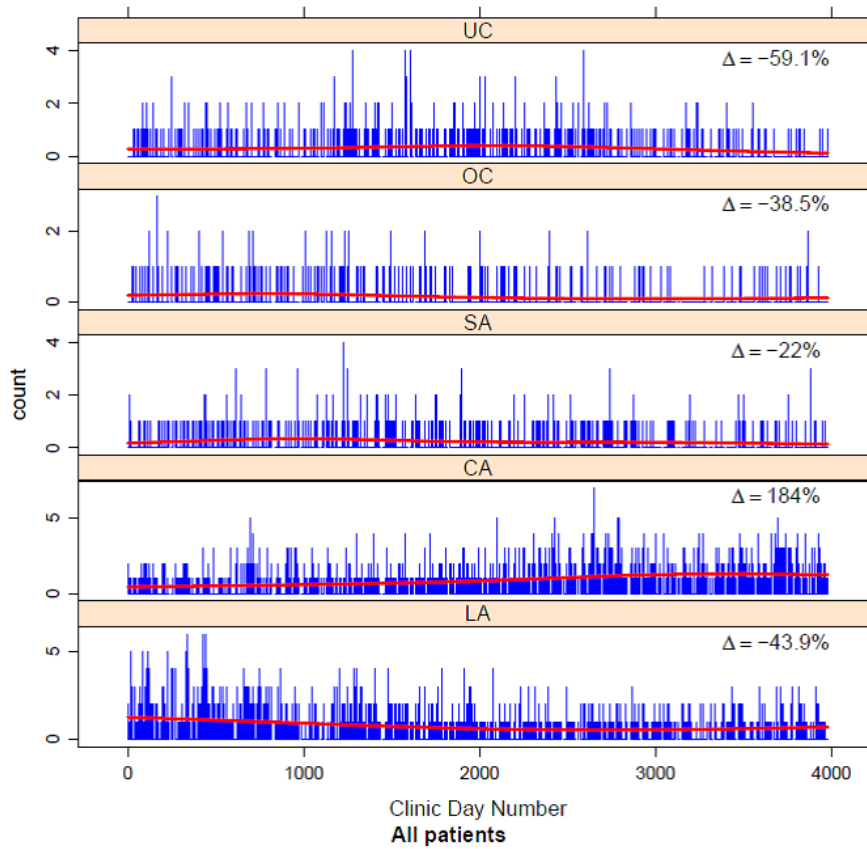 UC
4
2
0
Δ = −59.1%
OC
2
0
Δ = −38.5%
SA
4
2
0
Δ = −22%
count
CA
5
0
Δ = 184%
LA
5
0
Δ = −43.9%
0 1000 2000 3000 4000
Clinic Day Number
All patients